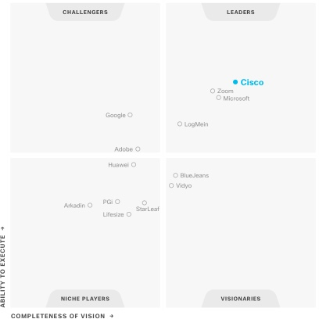 CHALLENGERS
LEADERS
Cisco
Zoom
Microsoft
Google
LogMeIn
Adobe
Huawei
BlueJeans
Vidyo
PGi
Arkadin
StarLeaf
Lifesize
NICHE PLAYERS
VISIONARIES
ABILITY TO EXECUTE →
COMPLETENESS OF VISION →